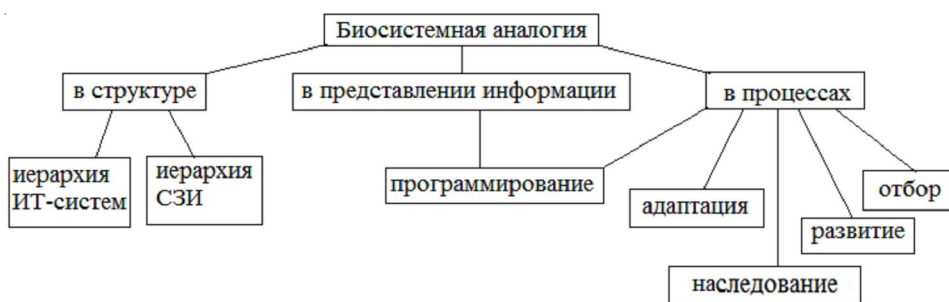 Биосистемная аналогия
в структуре
в представлении информации
в процессах
иерархия
ИТ-систем
иерархия
СЗИ
программирование
адаптация
наследование
развитие
отбор